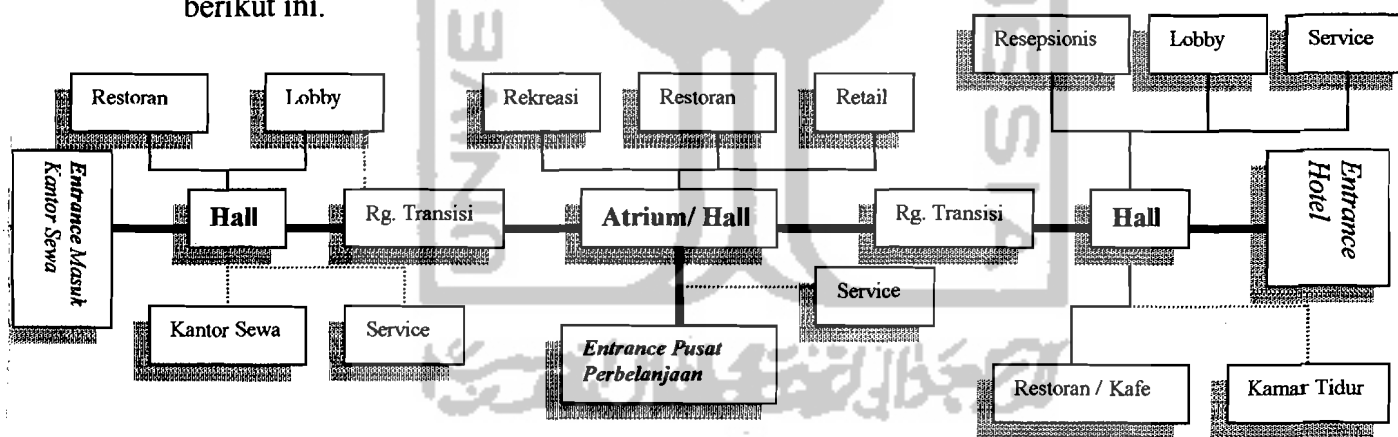 berikut ini.
Resepsionis
Lobby
Service
Restoran
Lobby
Rekreasi
Restoran
Retail
Entrance Masuk
Kantor Sewa
Hall
Rg. Transisi
Atrium/ Hall
Rg. Transisi
Hall
Entrance
Hotel
Kantor Sewa
Service
Service
Entrance Pusat
Perbelanjaan
Restoran / Kafe
Kamar Tidur